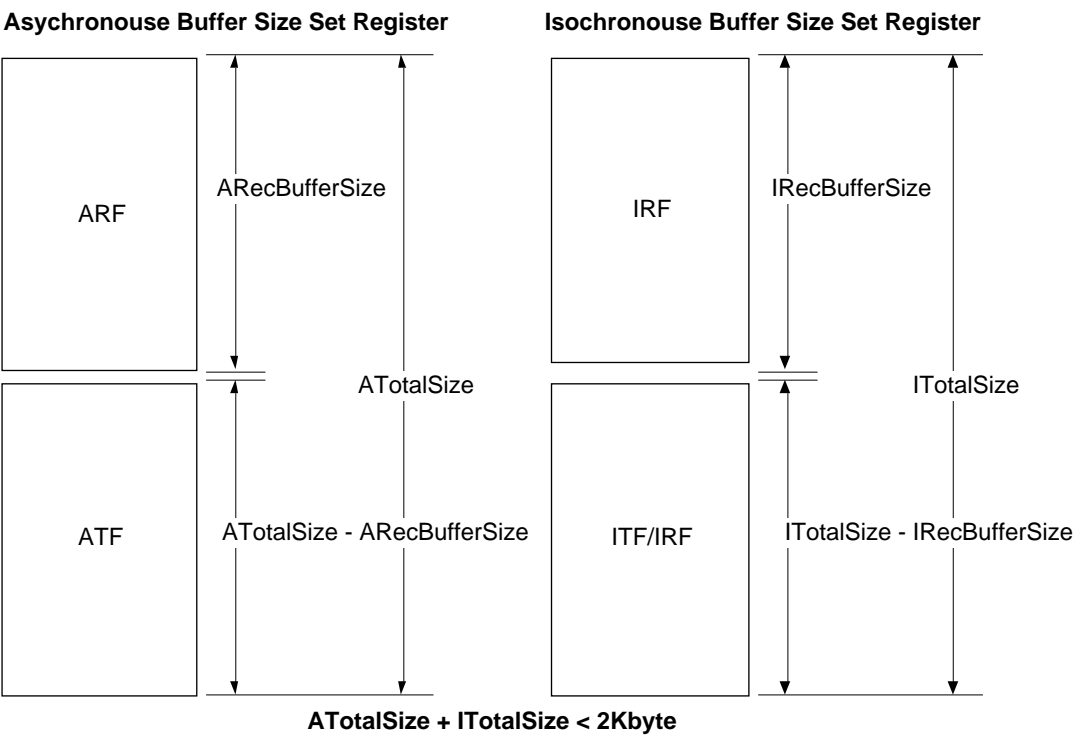 Asychronouse Buffer Size Set Register
Isochronouse Buffer Size Set Register
ARF
ARecBufferSize
ATotalSize
ATF
ATotalSize - ARecBufferSize
IRF
IRecBufferSize
ITotalSize
ITF/IRF
ITotalSize - IRecBufferSize
ATotalSize + ITotalSize < 2Kbyte